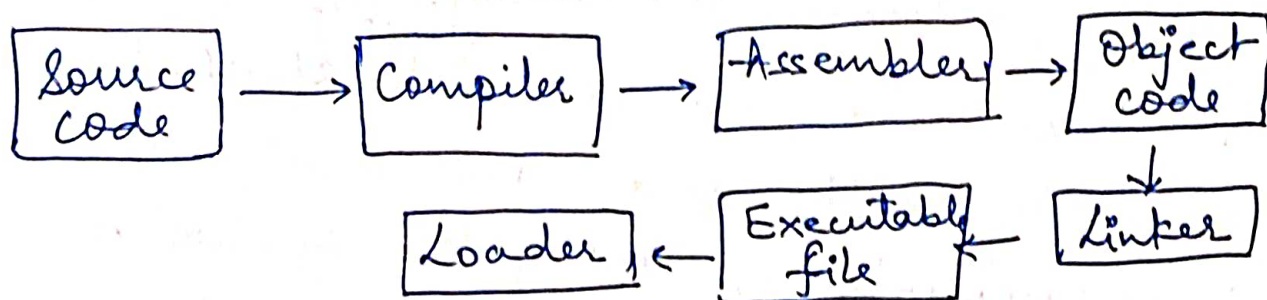 Source
code
Compiler
Assembler
Object
code
Linker
Executable
file
Loader